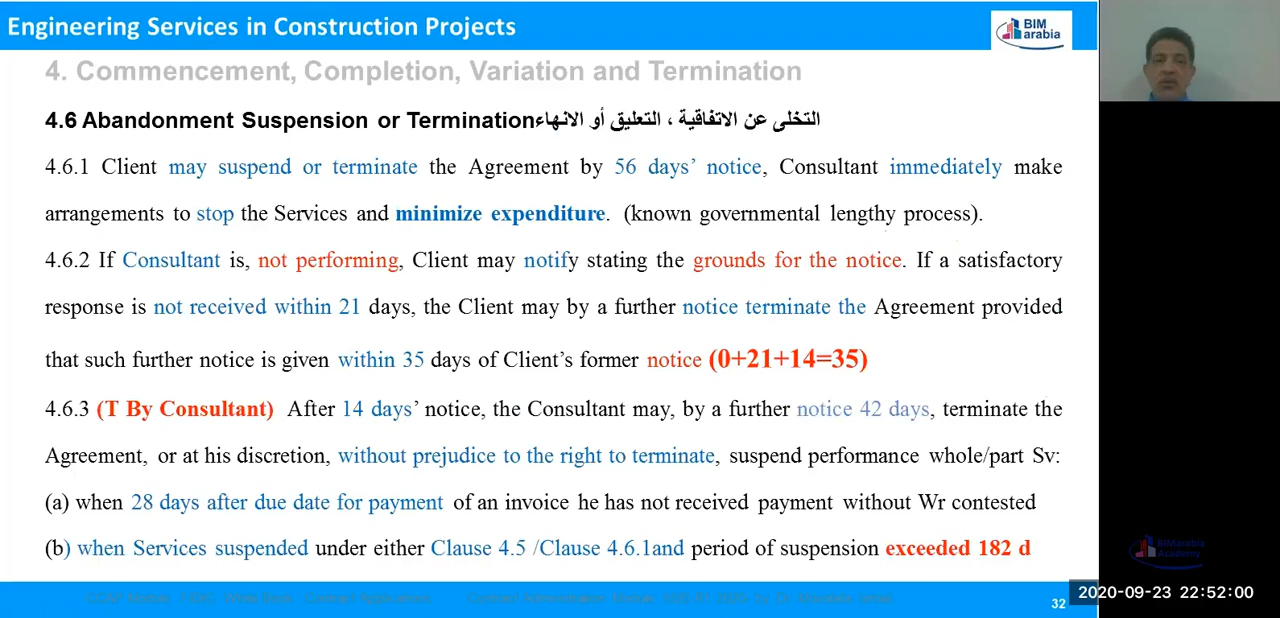 Engineering Services in Construction Projects
BIM
arabia
4. Commencement, Completion, Variation and Termination
4.6 Abandonment Suspension or Termination التخلى عن الاتفاقية ، التعليق أو الانهاء
4.6.1 Client may suspend or terminate the Agreement by 56 days’ notice, Consultant immediately make
arrangements to stop the Services and minimize expenditure. (known governmental lengthy process).
4.6.2 If Consultant is, not performing, Client may notify stating the grounds for the notice. If a satisfactory
response is not received within 21 days, the Client may by a further notice terminate the Agreement provided
that such further notice is given within 35 days of Client’s former notice (0+21+14=35)
4.6.3 (T By Consultant) After 14 days’ notice, the Consultant may, by a further notice 42 days, terminate the
Agreement, or at his discretion, without prejudice to the right to terminate, suspend performance whole/part Sv:
(a) when 28 days after due date for payment of an invoice he has not received payment without Wr contested
(b) when Services suspended under either Clause 4.5 /Clause 4.6.1and period of suspension exceeded 182 d
BIMarabia
Academy
32
2020-09-23 22:52:00